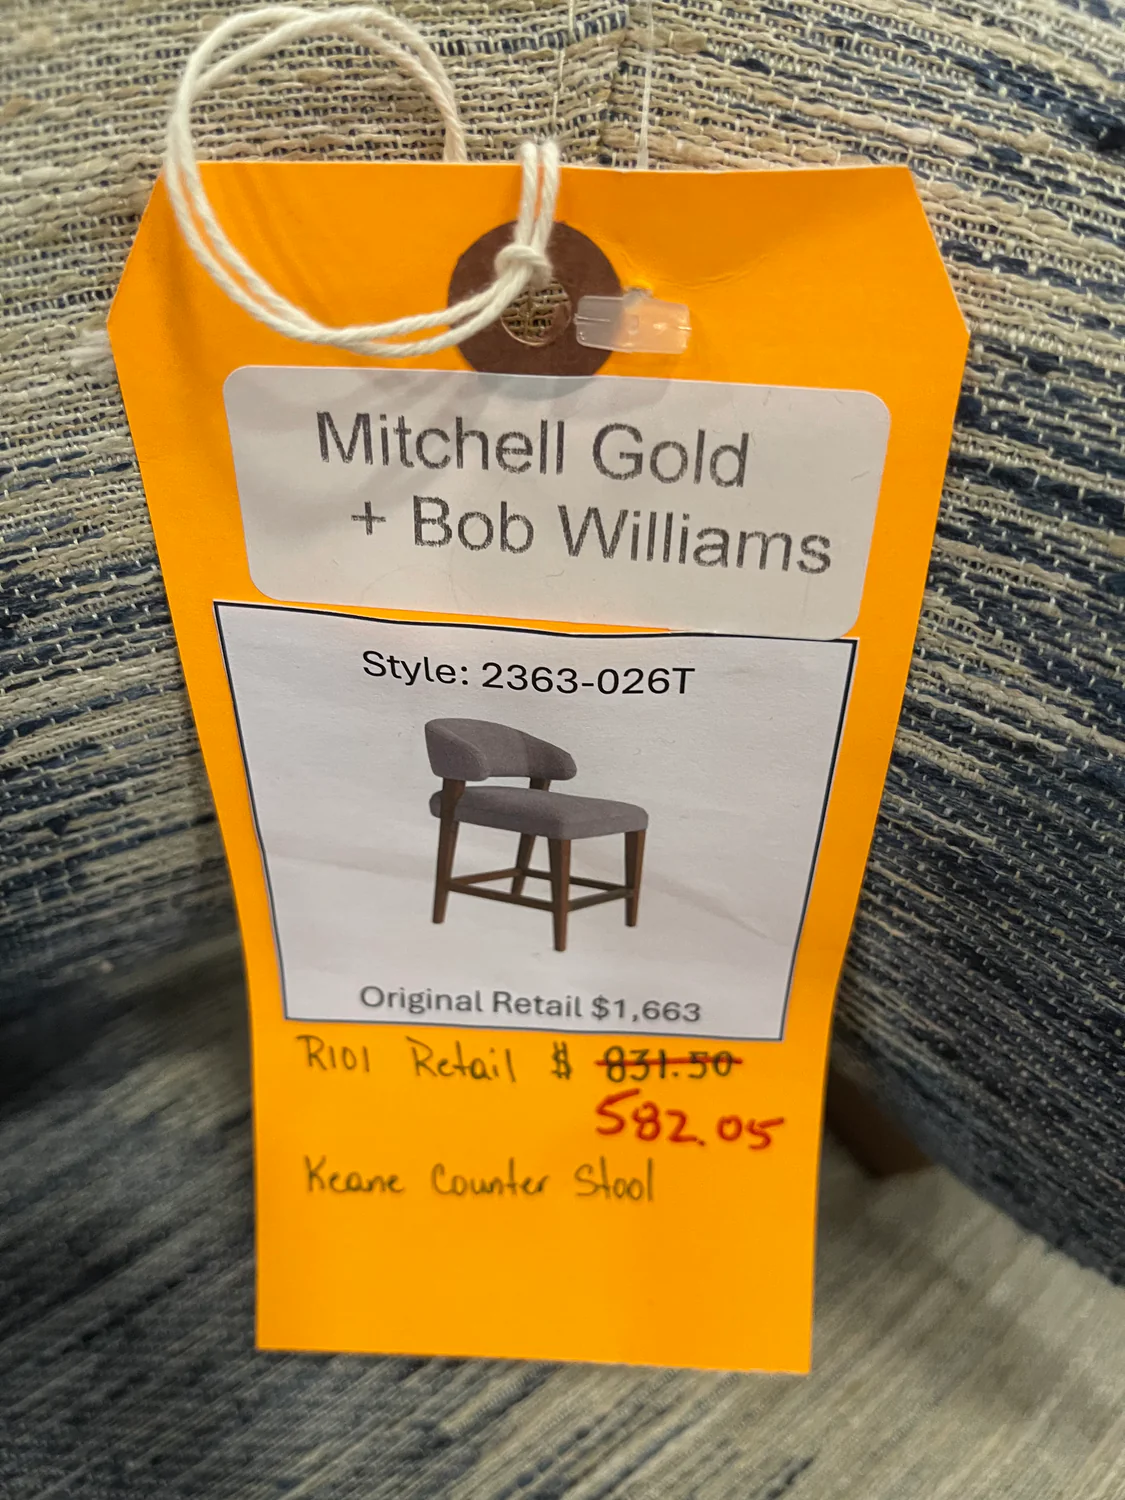 Mitchell Gold
+ Bob Williams
Style: 2363-026T
Original Retail $1,663
R101 Retail $ 831.50
582.05
Keane Counter Stool